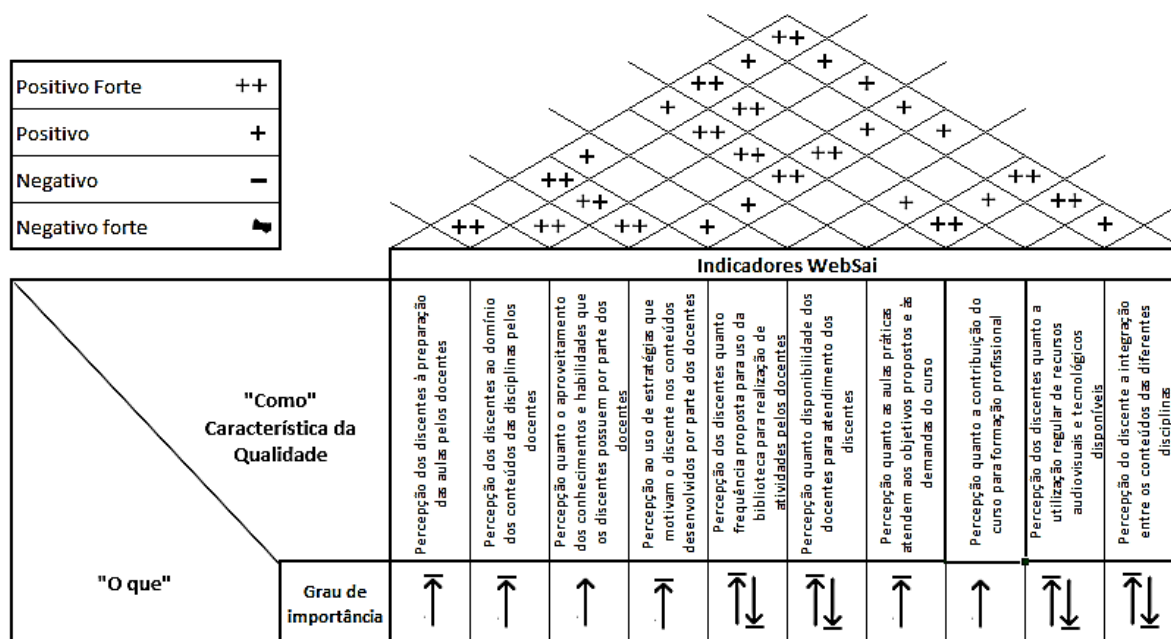 Positivo Forte ++
Positivo +
Negativo −
Negativo forte
++
+ +
++ +
+ ++ +
++ + +
+ ++ ++
++ ++ ++
++ + + + ++
++ ++ ++ + ++ +
Indicadores WebSai
"Como"
Característica da
Qualidade
"O que"
Grau de
importância
Percepção dos discentes à preparação
das aulas pelos docentes
Percepção dos discentes ao domínio
dos conteúdos das disciplinas pelos
docentes
Percepção quanto o aproveitamento
dos conhecimentos e habilidades que
os discentes possuem por parte dos
docentes
Percepção ao uso de estratégias que
motivam o discente nos conteúdos
desenvolvidos por parte dos docentes
Percepção dos discentes quanto
frequência proposta para uso da
biblioteca para realização de
atividades pelos docentes
Percepção quanto disponibilidade dos
docentes para atendimento dos
discentes
Percepção quanto as aulas práticas
atendem aos objetivos propostos e às
demandas do curso
Percepção quanto a contribuição do
curso para formação profissional
Percepção dos discentes quanto a
utilização regular de recursos
audiovisuais e tecnológicos
disponíveis
Percepção do discente a integração
entre os conteúdos das diferentes
disciplinas